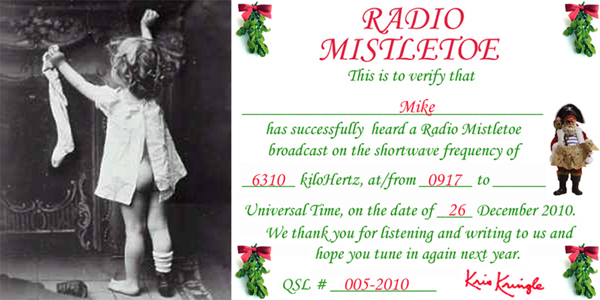 RADIO
MISTLETOE
This is to verify that
Mike
has successfully heard a Radio Mistletoe
broadcast on the shortwave frequency of
6310 kiloHertz, at/from 0917 to
Universal Time, on the date of 26 December 2010.
We thank you for listening and writing to us and
hope you tune in again next year.
QSL # 005-2010 Kris Kringle